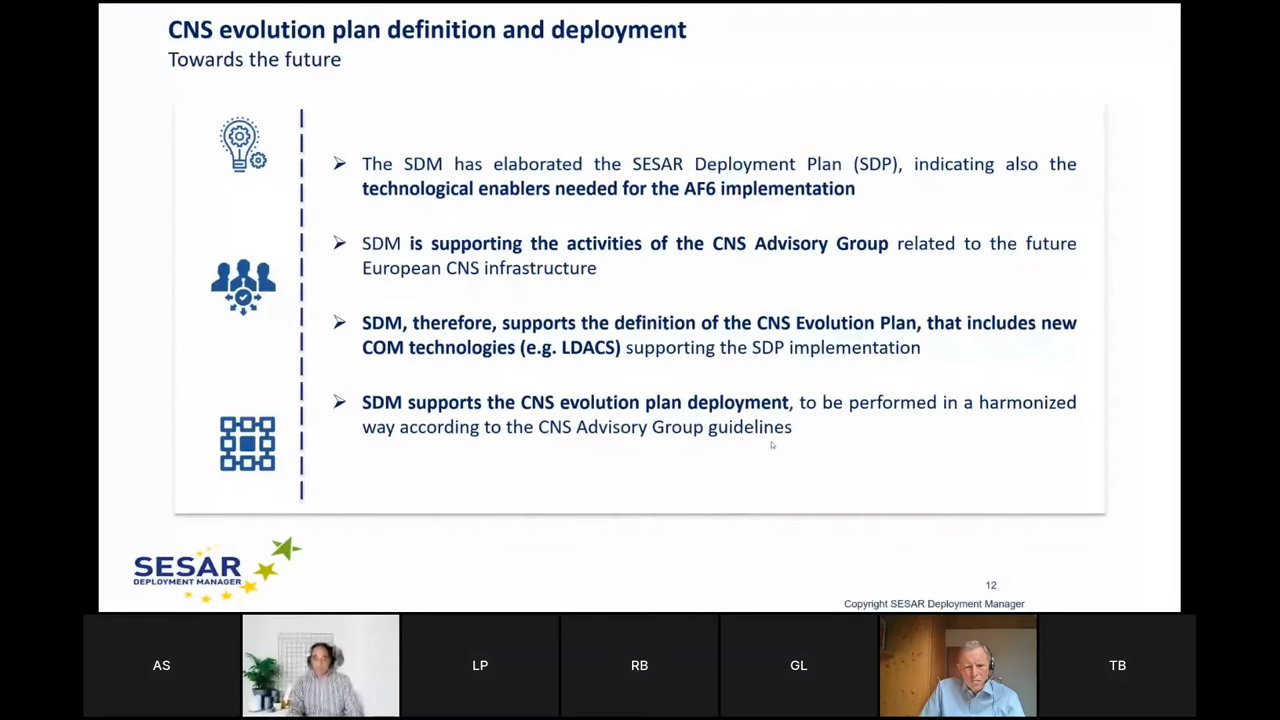 CNS evolution plan definition and deployment
Towards the future
➢ The SDM has elaborated the SESAR Deployment Plan (SDP), indicating also the
technological enablers needed for the AF6 implementation
➢ SDM is supporting the activities of the CNS Advisory Group related to the future
European CNS infrastructure
➢ SDM, therefore, supports the definition of the CNS Evolution Plan, that includes new
COM technologies (e.g. LDACS) supporting the SDP implementation
➢ SDM supports the CNS evolution plan deployment, to be performed in a harmonized
way according to the CNS Advisory Group guidelines
SESAR
DEPLOYMENT MANAGER
12
Copyright SESAR Deployment Manager
AS
LP
RB
GL
TB